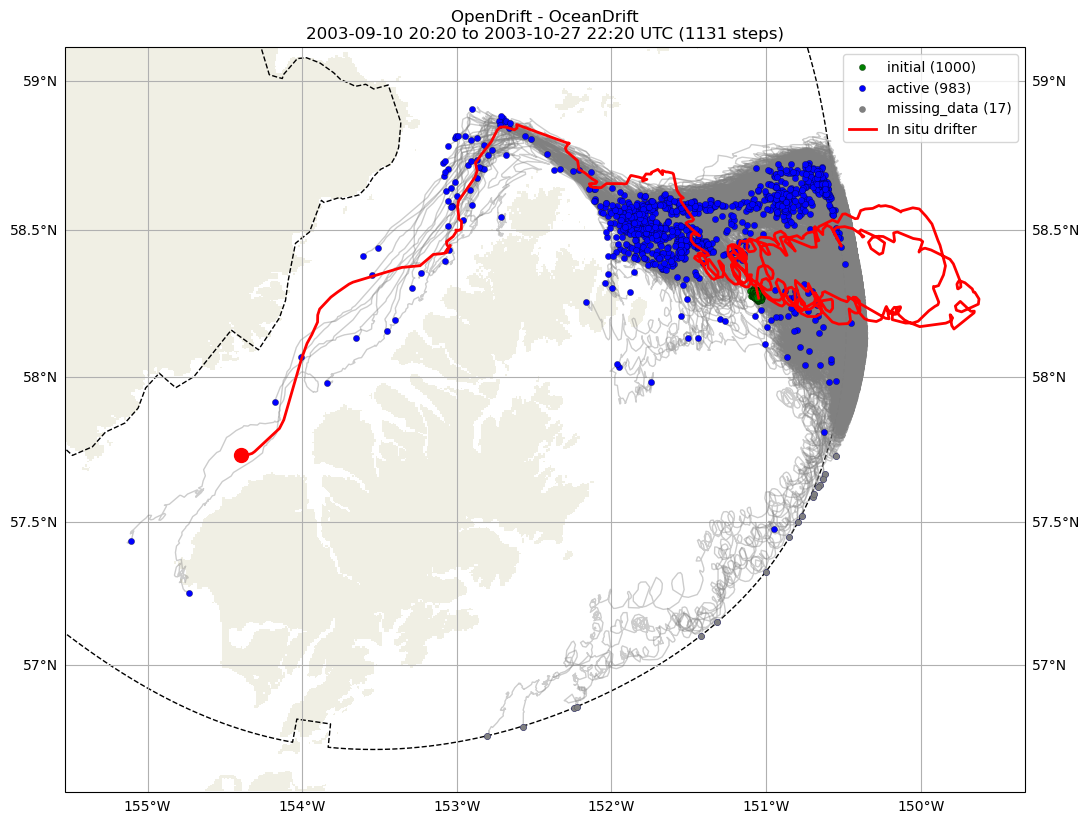 OpenDrift - OceanDrift
2003-09-10 20:20 to 2003-10-27 22:20 UTC (1131 steps)
initial (1000)
active (983)
missing_data (17)
In situ drifter
59°N
59°N
58.5°N
58.5°N
58°N
58°N
57.5°N
57.5°N
57°N
57°N
155°W
154°W
153°W
152°W
151°W
150°W